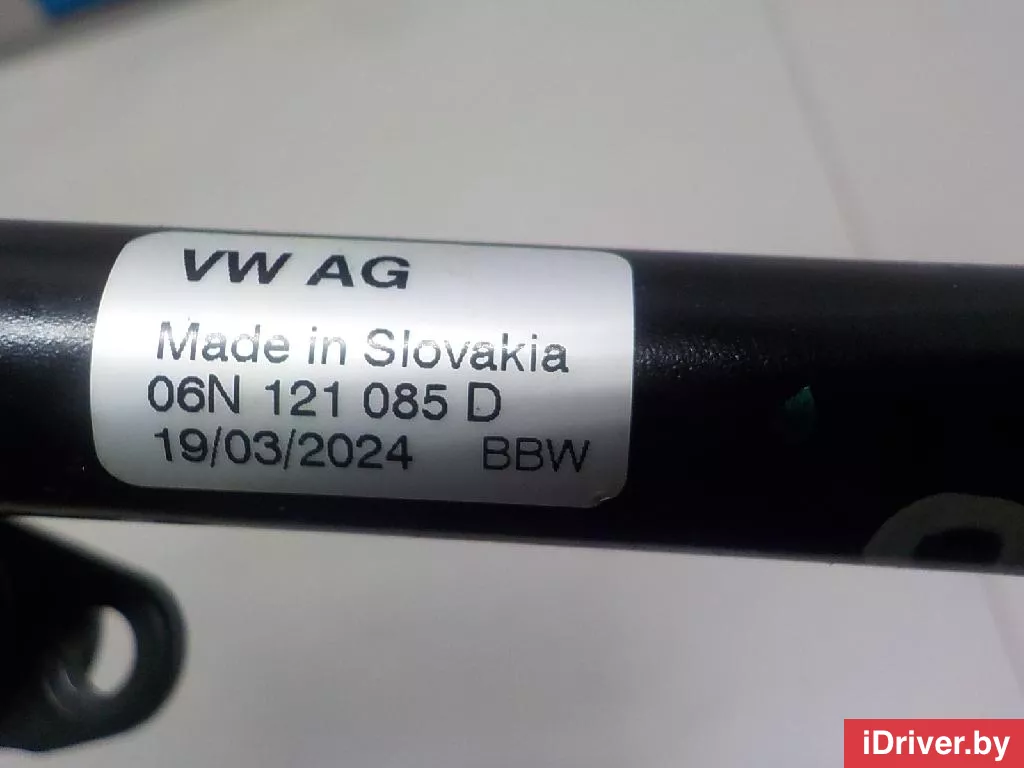 VW AG
Made in Slovakia
06N 121 085 D
19/03/2024 BBW
iDriver.by